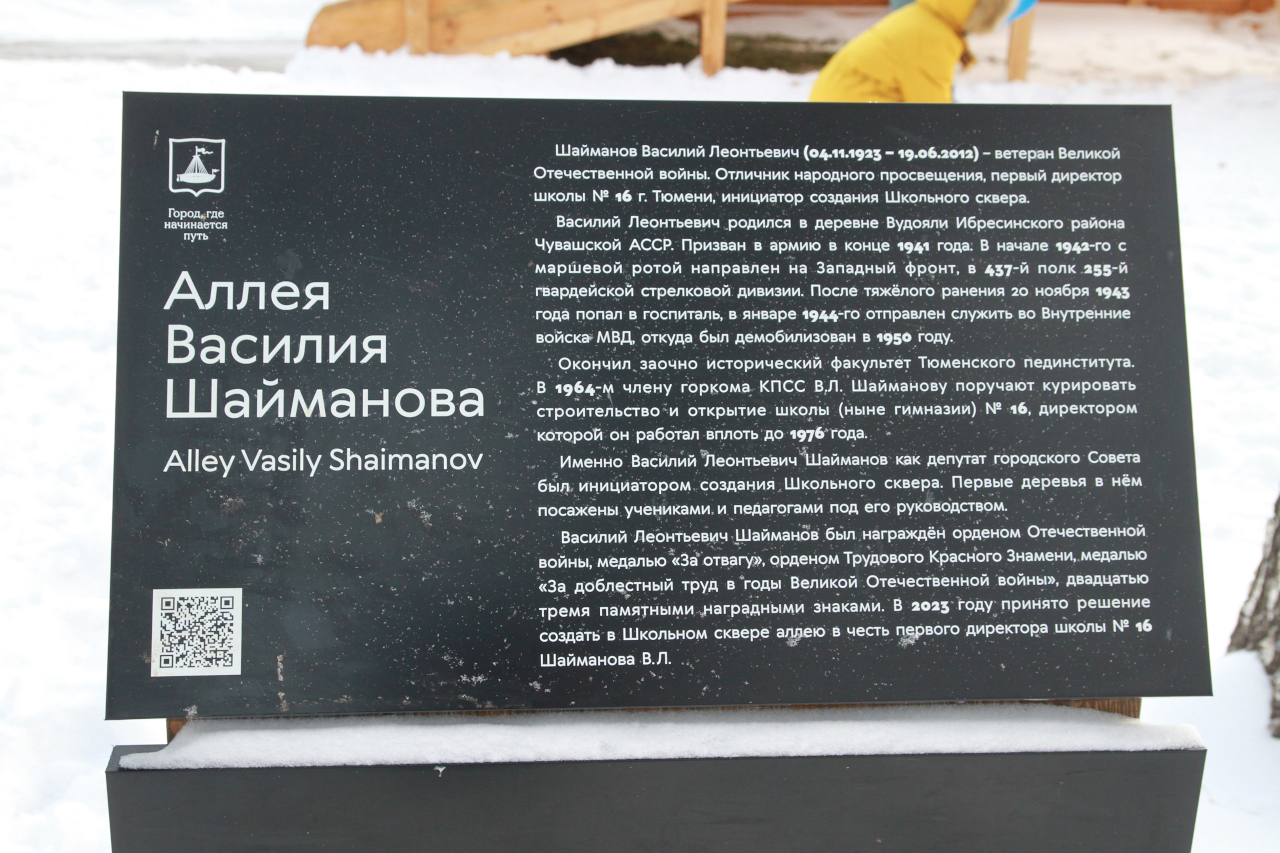 Город, где
начинается
путь
Аллея
Василия
Шайманова
Alley Vasily Shaimanov
Шайманов Василий Леонтьевич (04.11.1923 – 19.06.2012) – ветеран Великой
Отечественной войны. Отличник народного просвещения, первый директор
школы № 16 г. Тюмени, инициатор создания Школьного сквера.
Василий Леонтьевич родился в деревне Вудояли Ибресинского района
Чувашской АССР. Призван в армию в конце 1941 года. В начале 1942-го с
маршевой ротой направлен на Западный фронт, в 437-й полк 255-й
гвардейской стрелковой дивизии. После тяжёлого ранения 20 ноября 1943
года попал в госпиталь, в январе 1944-го отправлен служить во Внутренние
войска МВД, откуда был демобилизован в 1950 году.
Окончил заочно исторический факультет Тюменского пединститута.
В 1964-м члену горкома КПСС В.Л. Шайманову поручают курировать
строительство и открытие школы (ныне гимназии) № 16, директором
которой он работал вплоть до 1976 года.
Именно Василий Леонтьевич Шайманов как депутат городского Совета
был инициатором создания Школьного сквера. Первые деревья в нём
посажены учениками и педагогами под его руководством.
Василий Леонтьевич Шайманов был награждён орденом Отечественной
войны, медалью «За отвагу», орденом Трудового Красного Знамени, медалью
«За доблестный труд в годы Великой Отечественной войны», двадцатью
тремя памятными наградными знаками. В 2023 году принято решение
создать в Школьном сквере аллею в честь первого директора школы № 16
Шайманова В.Л.